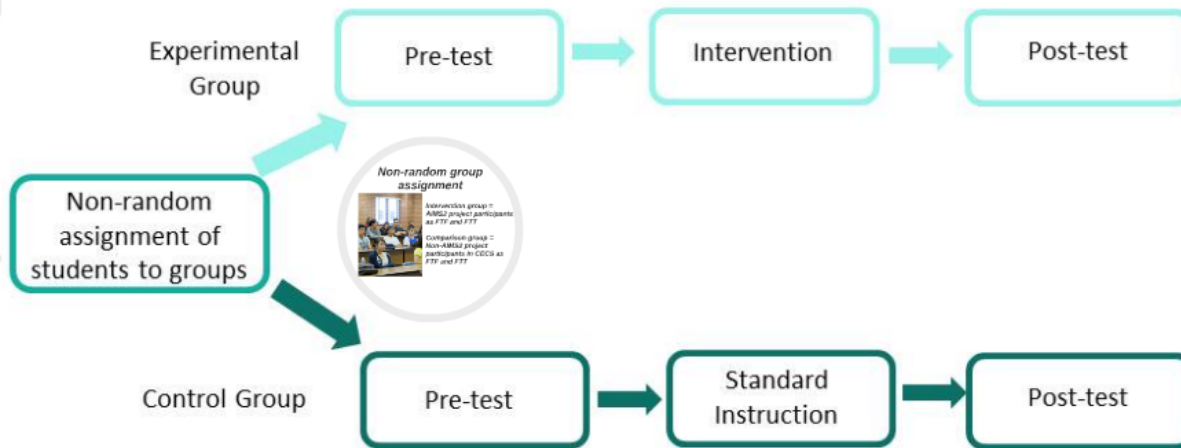 Experimental
Group
Pre-test
Intervention
Post-test
Non-random
assignment of
students to groups
Non-random group
assignment
Intervention group =
AIMS2 project participants
as FTF and FTT
Comparison group =
Non-AIMS2 project
participants in CECS as
FTF and FTT
Control Group
Pre-test
Standard
Instruction
Post-test